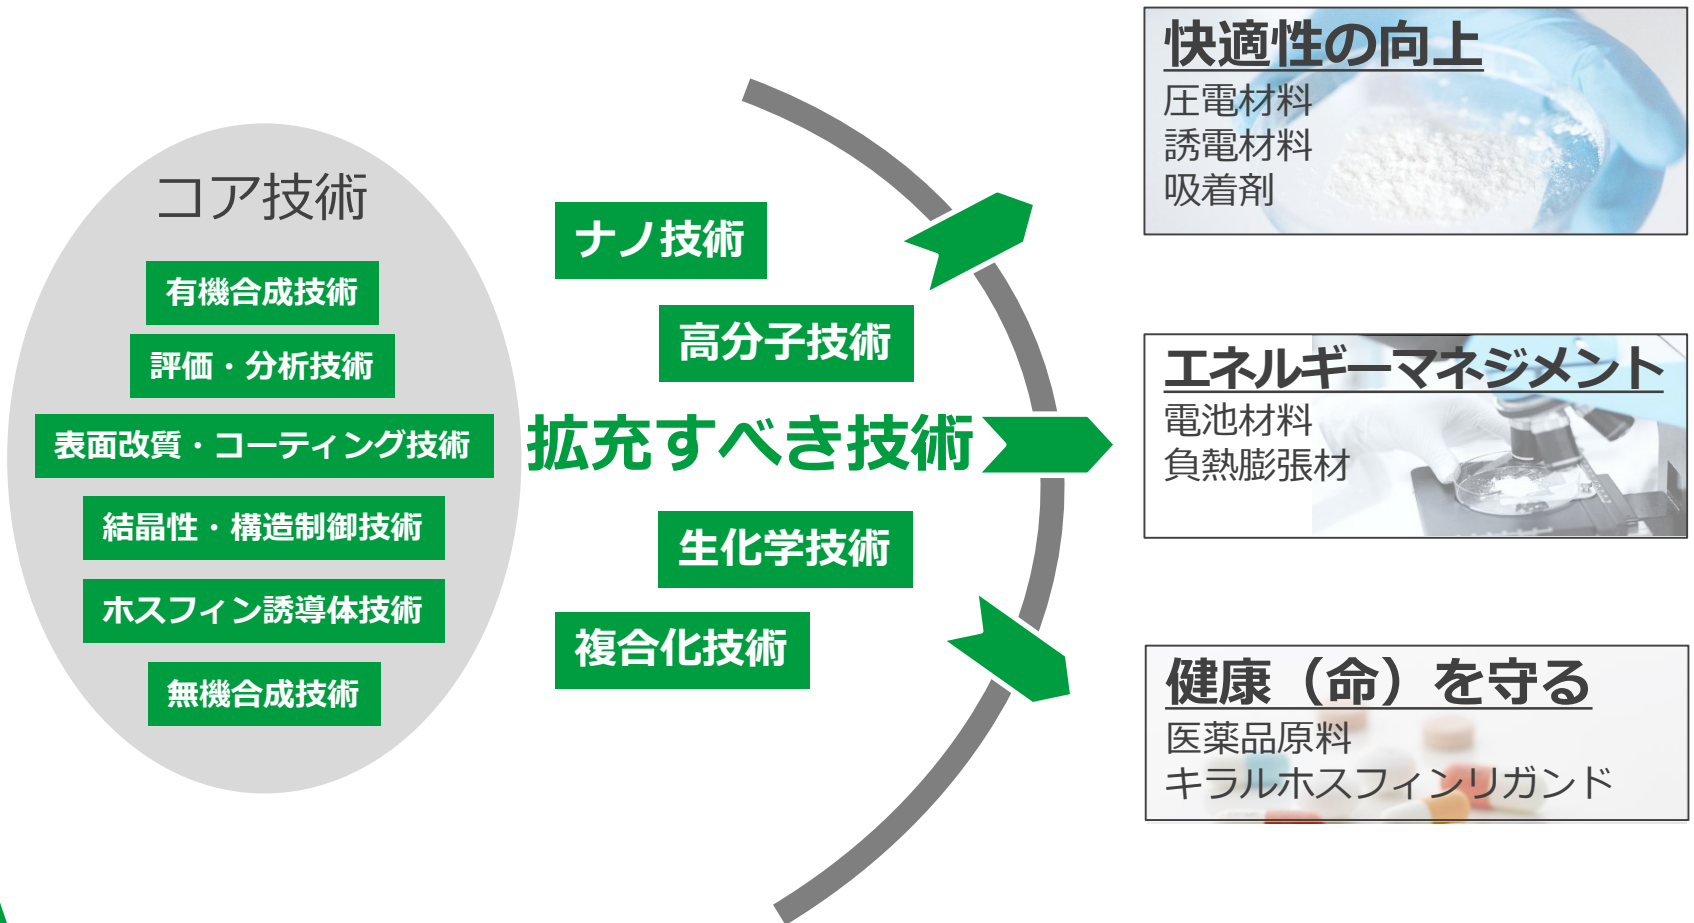 コア技術
有機合成技術
評価・分析技術
表面改質・コーティング技術
結晶性・構造制御技術
ホスフィン誘導体技術
無機合成技術
ナノ技術
高分子技術
拡充すべき技術
生化学技術
複合化技術
快適性の向上
圧電材料
誘電材料
吸着剤
エネルギーマネジメント
電池材料
負熱膨張材
健康（命）を守る
医薬品原料
キラルホスフィンリガンド